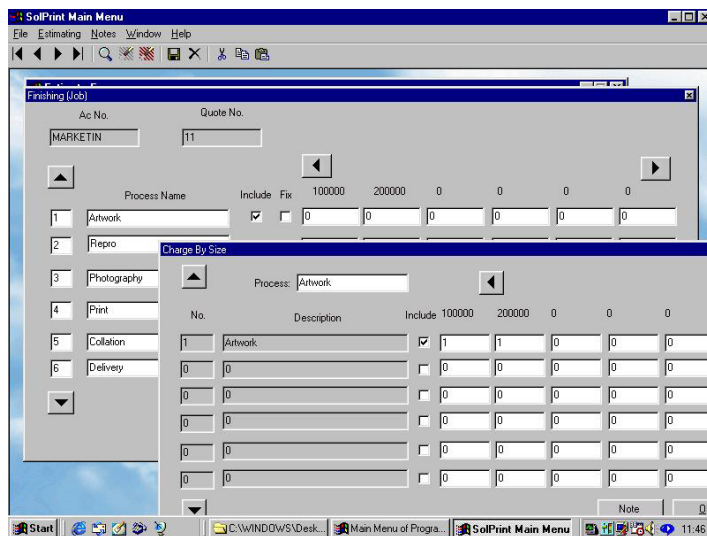 SolPrint Main Menu
File Estimating Notes Window Help
Finishing (Job)
Ac No. Quote No.
MARKETIN 11
Process Name Include Fix 100000 200000 0 0 0 0
1 Artwork 0 0 0 0 0 0
2 Repro
Charge By Size
3 Photography
Process: Artwork
4 Print
No. Description Include 100000 200000 0 0 0
5 Collation
1 Artwork 1 1 0 0 0
6 Delivery
0 0 0 0 0 0 0
0 0 0 0 0 0 0
0 0 0 0 0 0 0
0 0 0 0 0 0 0
0 0 0 0 0 0 0
Note
Start C:\WINDOWS\Desk... Main Menu of Progra... SolPrint Main Menu 11:46